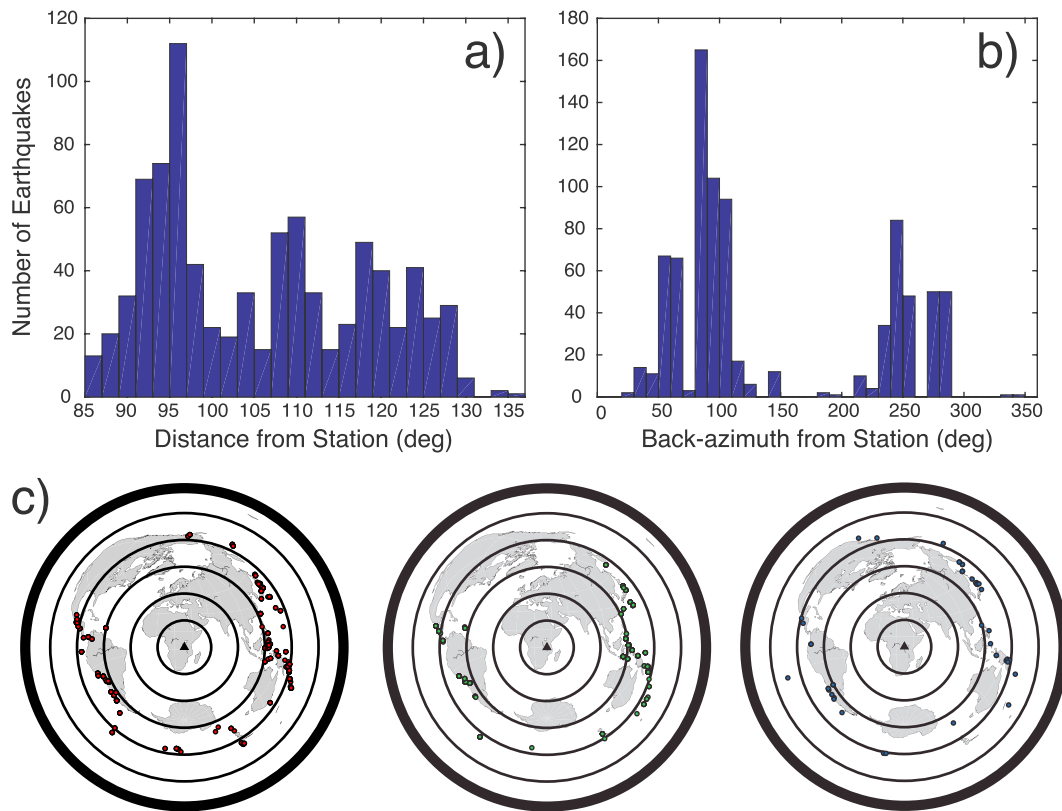 a)
Number of Earthquakes
120
100
80
60
40
20
0
85 90 95 100 105 110 115 120 125 130 135
Distance from Station (deg)
b)
180
160
140
120
100
80
60
40
20
0
0 50 100 150 200 250 300 350
Back-azimuth from Station (deg)
c)